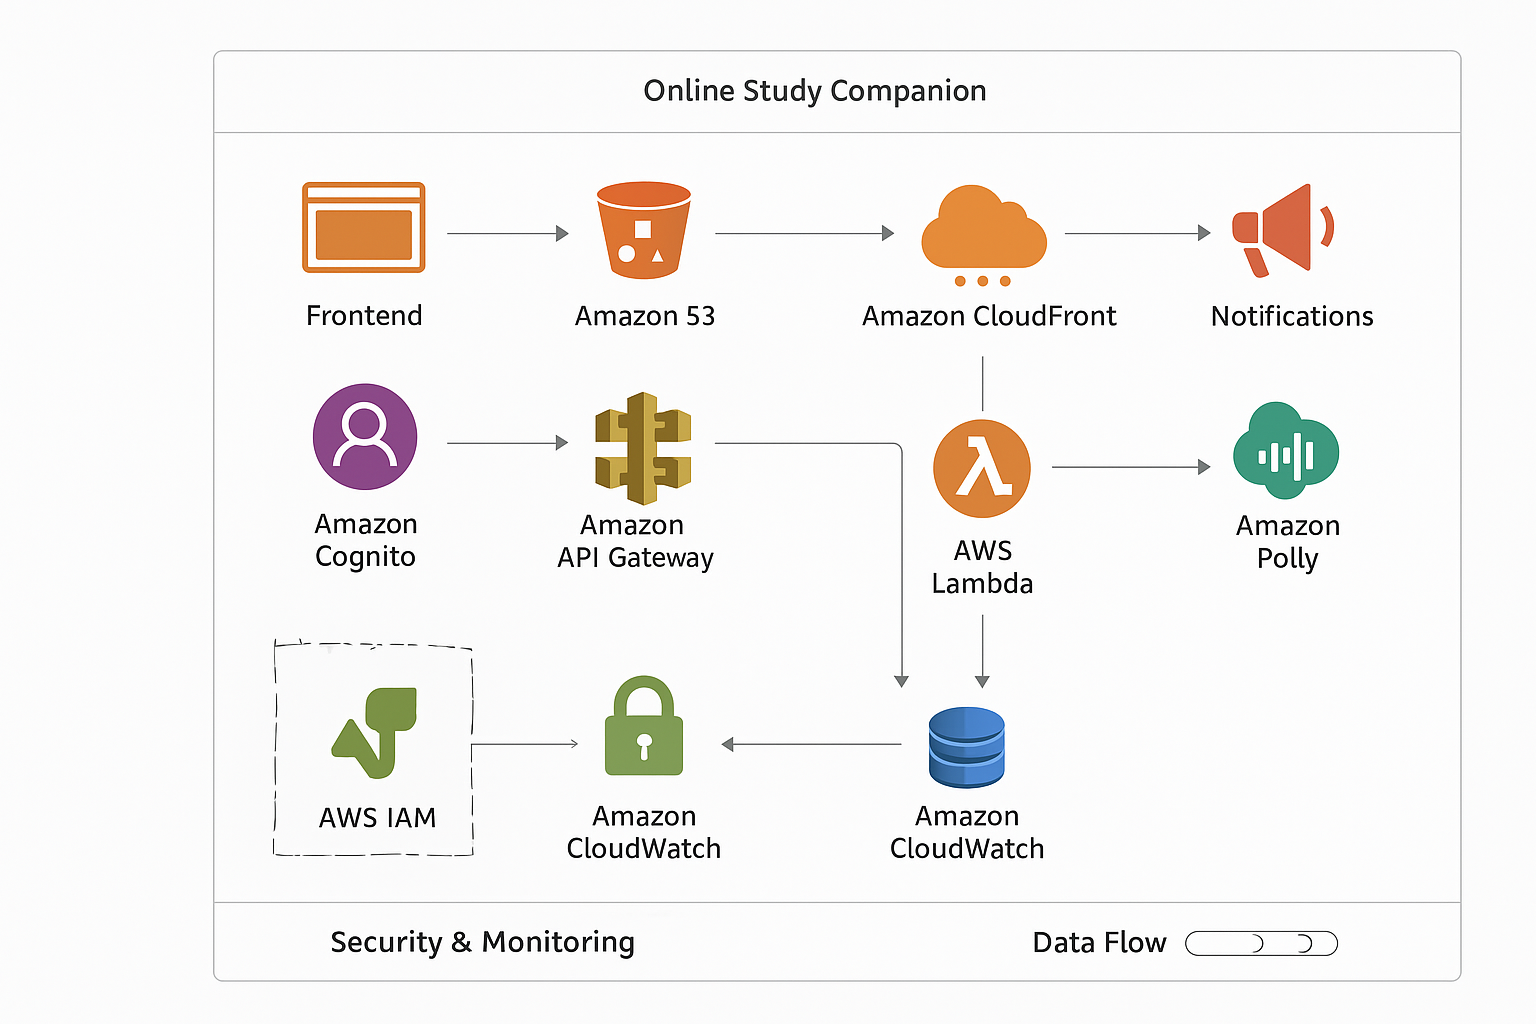 Online Study Companion
Frontend
Amazon 53
Amazon CloudFront
Notifications
Amazon
Cognito
Amazon
API Gateway
AWS
Lambda
Amazon
Polly
AWS IAM
Amazon
CloudWatch
Amazon
CloudWatch
Security & Monitoring
Data Flow